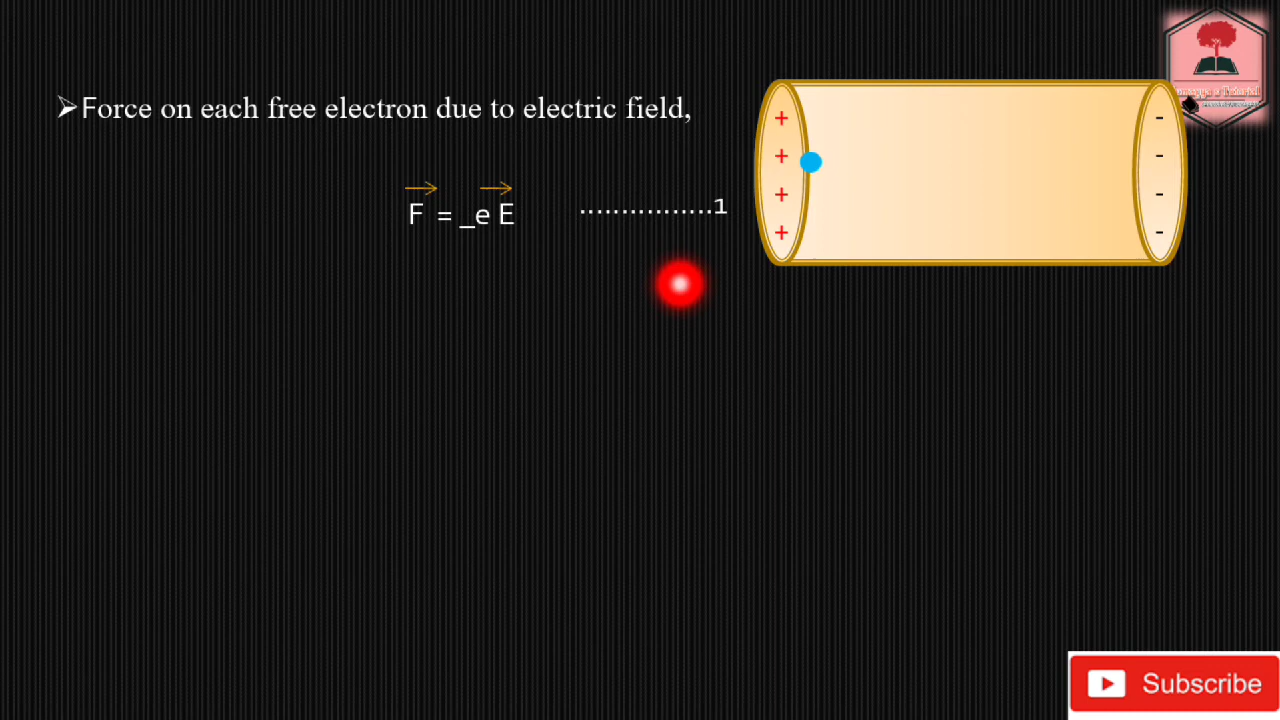 ➢Force on each free electron due to electric field,
F = _e E ................1
+ -
+ -
+ -
+ -
Subscribe